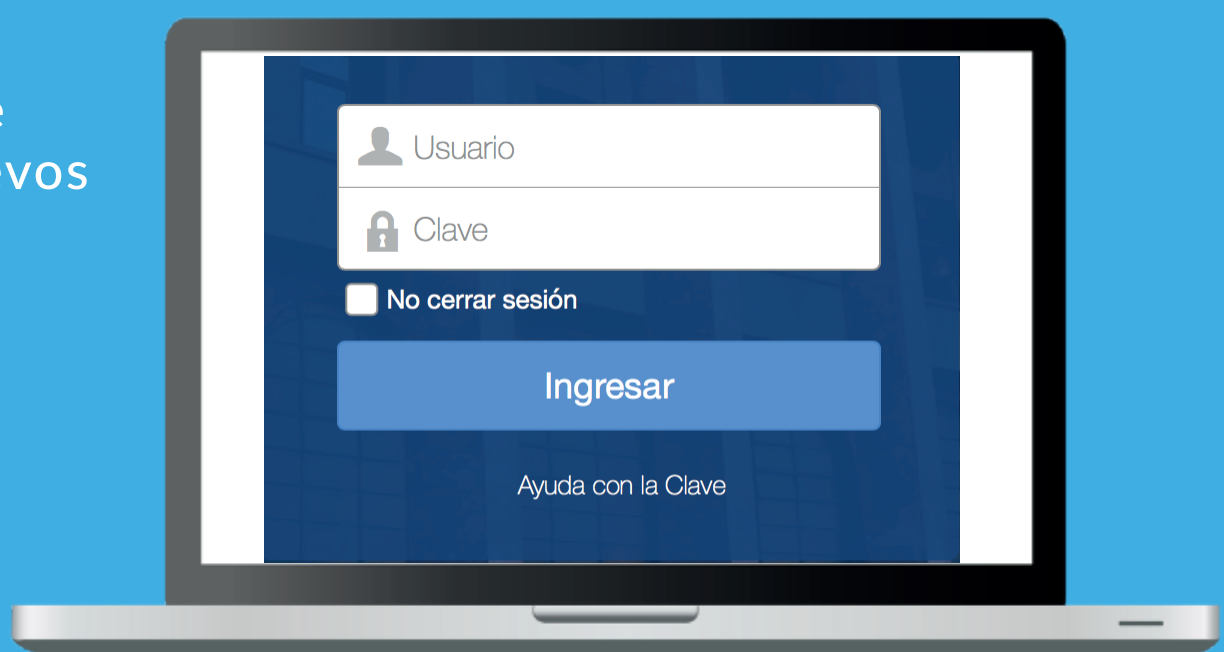 Usuario
Clave
No cerrar sesión
Ingresar
Ayuda con la Clave